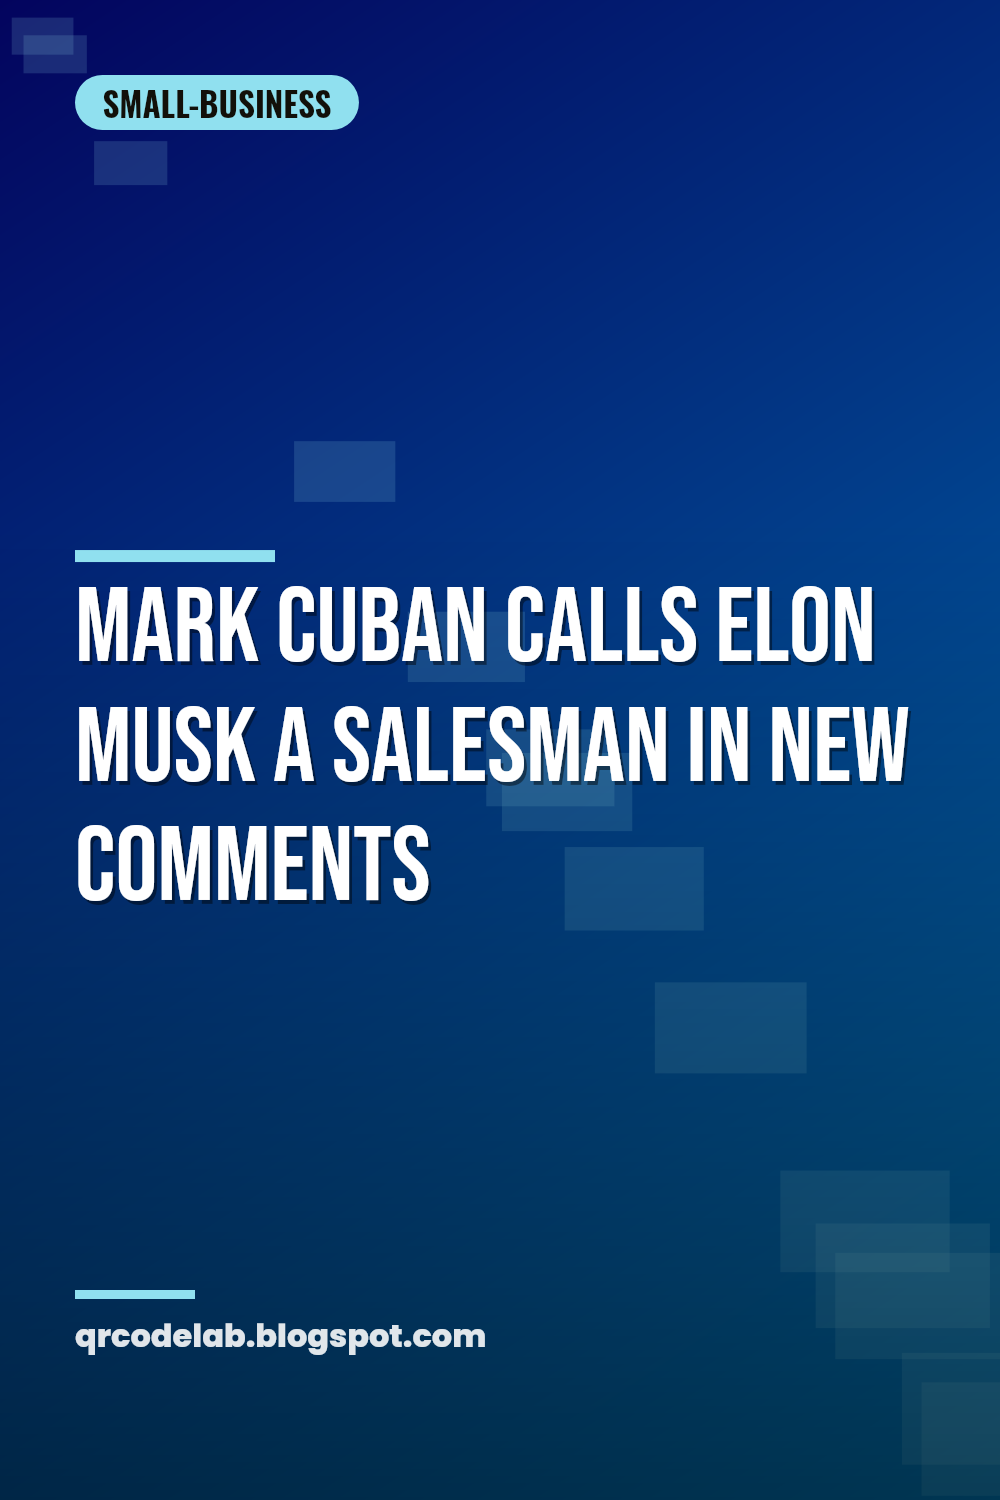 SMALL-BUSINESS
MARK CUBAN CALLS ELON
MUSK A SALESMAN IN NEW
COMMENTS
qrcodelab.blogspot.com